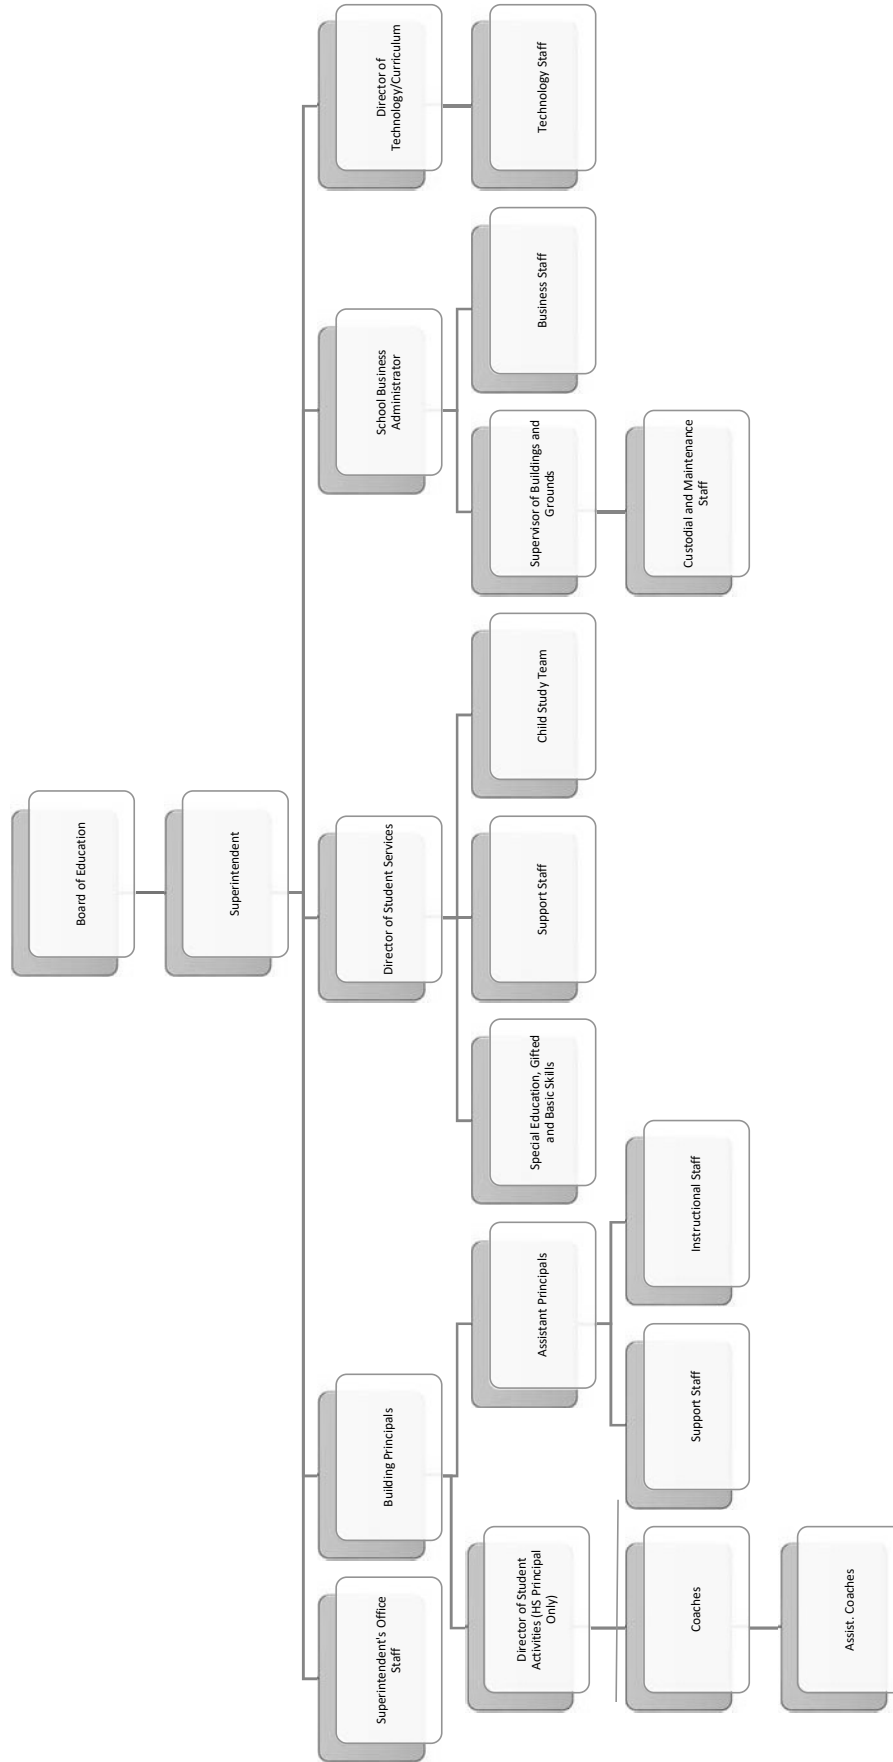 Board of Education
Superintendent
Superintendent's Office
Staff
Building Principals
Director of Student Services
School Business
Administrator
Director of
Technology/Curriculum
Director of Student
Activities (HS Principal
Only)
Assistant Principals
Special Education, Gifted
and Basic Skills
Support Staff
Child Study Team
Supervisor of Buildings and
Grounds
Business Staff
Technology Staff
Coaches
Support Staff
Instructional Staff
Custodial and Maintenance
Staff
Assist. Coaches